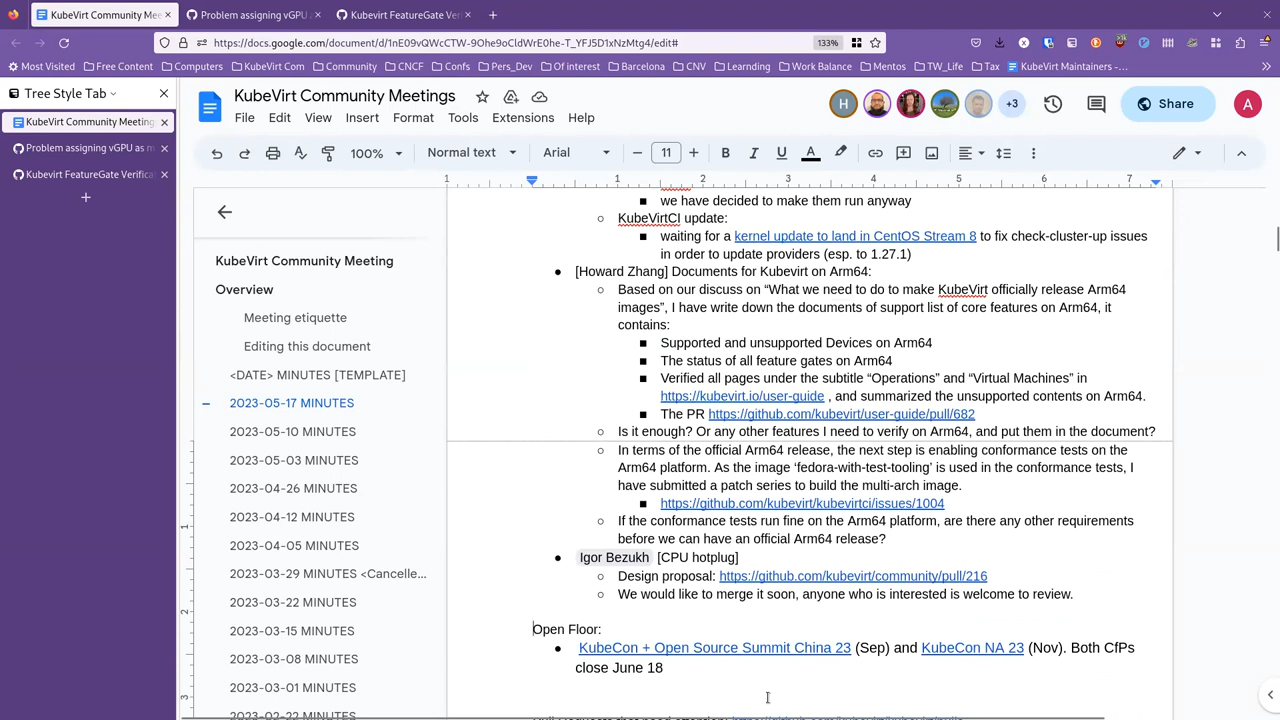 KubeVirt Community Mee
Problem assigning vGPU
Kubevirt FeatureGate Ver
https://docs.google.com/document/d/1nE09vQWcCTW-9Ohe9oCldWrE0he-T_YFJ5D1xNzMtg4/edit#
133%
Most Visited
Free Content
Computers
KubeVirt Com
Community
CNCF
Confs
Pers_Dev
Of interest
Barcelona
CNV
Learnding
Work Balance
Mentos
TW_Life
Tax
KubeVirt Maintainers -...
Tree Style Tab
KubeVirt Community Meeting
Problem assigning vGPU as m
Kubevirt FeatureGate Verifica
KubeVirt Community Meetings
File Edit View Insert Format Tools Extensions Help
H
+3
Share
A
100%
Normal text
Arial
11
B I U A
1 1 2 3 4 5 6 7
KubeVirt Community Meeting
Overview
Meeting etiquette
Editing this document
<DATE> MINUTES [TEMPLATE]
2023-05-17 MINUTES
2023-05-10 MINUTES
2023-05-03 MINUTES
2023-04-26 MINUTES
2023-04-12 MINUTES
2023-04-05 MINUTES
2023-03-29 MINUTES <Cancelle...
2023-03-22 MINUTES
2023-03-15 MINUTES
2023-03-08 MINUTES
2023-03-01 MINUTES
2023-02-22 MINUTES
1
2
3
we have decided to make them run anyway
KubeVirtCI update:
waiting for a kernel update to land in CentOS Stream 8 to fix check-cluster-up issues
in order to update providers (esp. to 1.27.1)
[Howard Zhang] Documents for Kubevirt on Arm64:
Based on our discuss on “What we need to do to make KubeVirt officially release Arm64
images”, I have write down the documents of support list of core features on Arm64, it
contains:
Supported and unsupported Devices on Arm64
The status of all feature gates on Arm64
Verified all pages under the subtitle “Operations” and “Virtual Machines” in
https://kubevirt.io/user-guide , and summarized the unsupported contents on Arm64.
The PR https://github.com/kubevirt/user-guide/pull/682
Is it enough? Or any other features I need to verify on Arm64, and put them in the document?
In terms of the official Arm64 release, the next step is enabling conformance tests on the
Arm64 platform. As the image ‘fedora-with-test-tooling’ is used in the conformance tests, I
have submitted a patch series to build the multi-arch image.
https://github.com/kubevirt/kubevirtci/issues/1004
If the conformance tests run fine on the Arm64 platform, are there any other requirements
before we can have an official Arm64 release?
Igor Bezukh [CPU hotplug]
Design proposal: https://github.com/kubevirt/community/pull/216
We would like to merge it soon, anyone who is interested is welcome to review.
Open Floor:
KubeCon + Open Source Summit China 23 (Sep) and KubeCon NA 23 (Nov). Both CfPs
close June 18